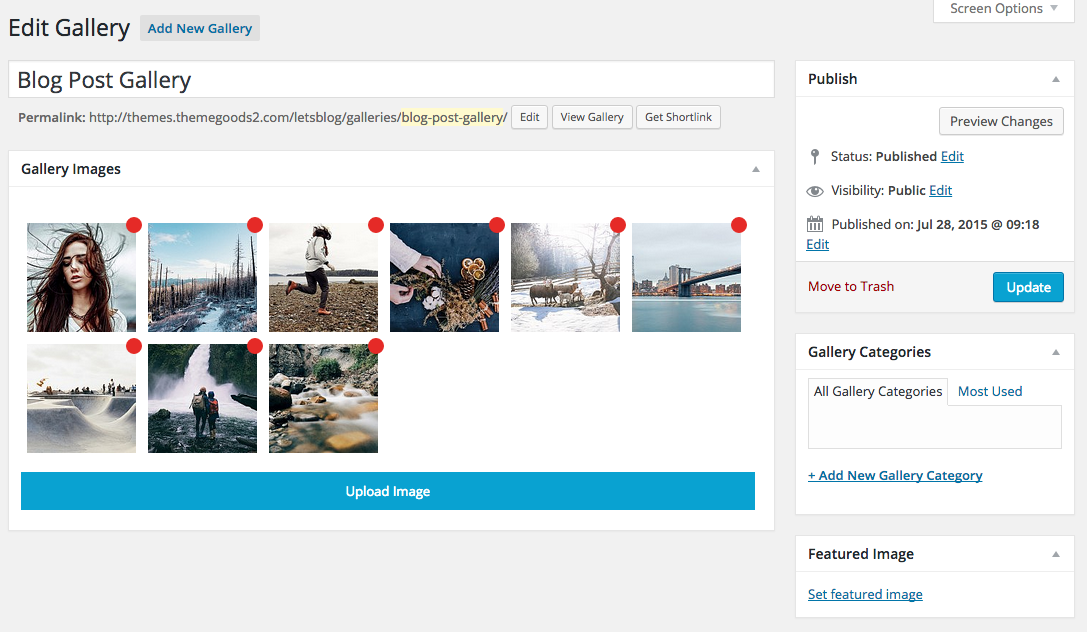 Screen Options
Edit Gallery Add New Gallery
Blog Post Gallery
Permalink: http://themes.themegoods2.com/letsblog/galleries/blog-post-gallery/ Edit View Gallery Get Shortlink
Gallery Images
Upload Image
Publish
Preview Changes
Status: Published Edit
Visibility: Public Edit
Published on: Jul 28, 2015 @ 09:18
Edit
Move to Trash Update
Gallery Categories
All Gallery Categories Most Used
+ Add New Gallery Category
Featured Image
Set featured image